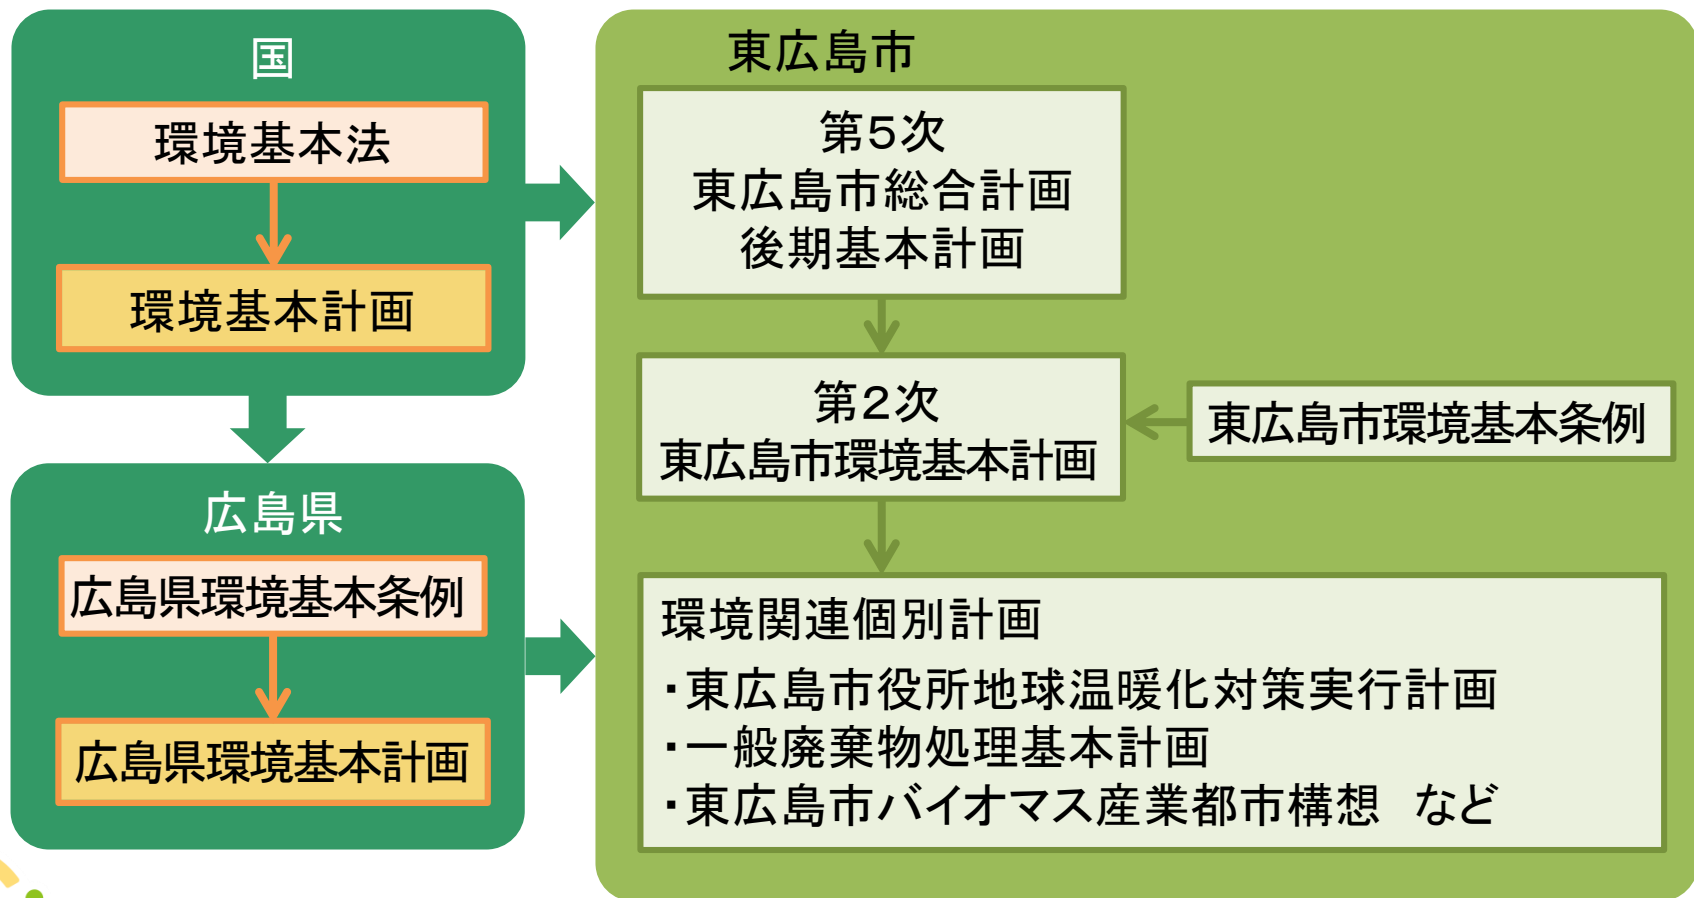 国
環境基本法
環境基本計画
広島県
広島県環境基本条例
広島県環境基本計画
東広島市
第5次
東広島市総合計画
後期基本計画
第2次
東広島市環境基本計画
東広島市環境基本条例
環境関連個別計画
・東広島市役所地球温暖化対策実行計画
・一般廃棄物処理基本計画
・東広島市バイオマス産業都市構想　など